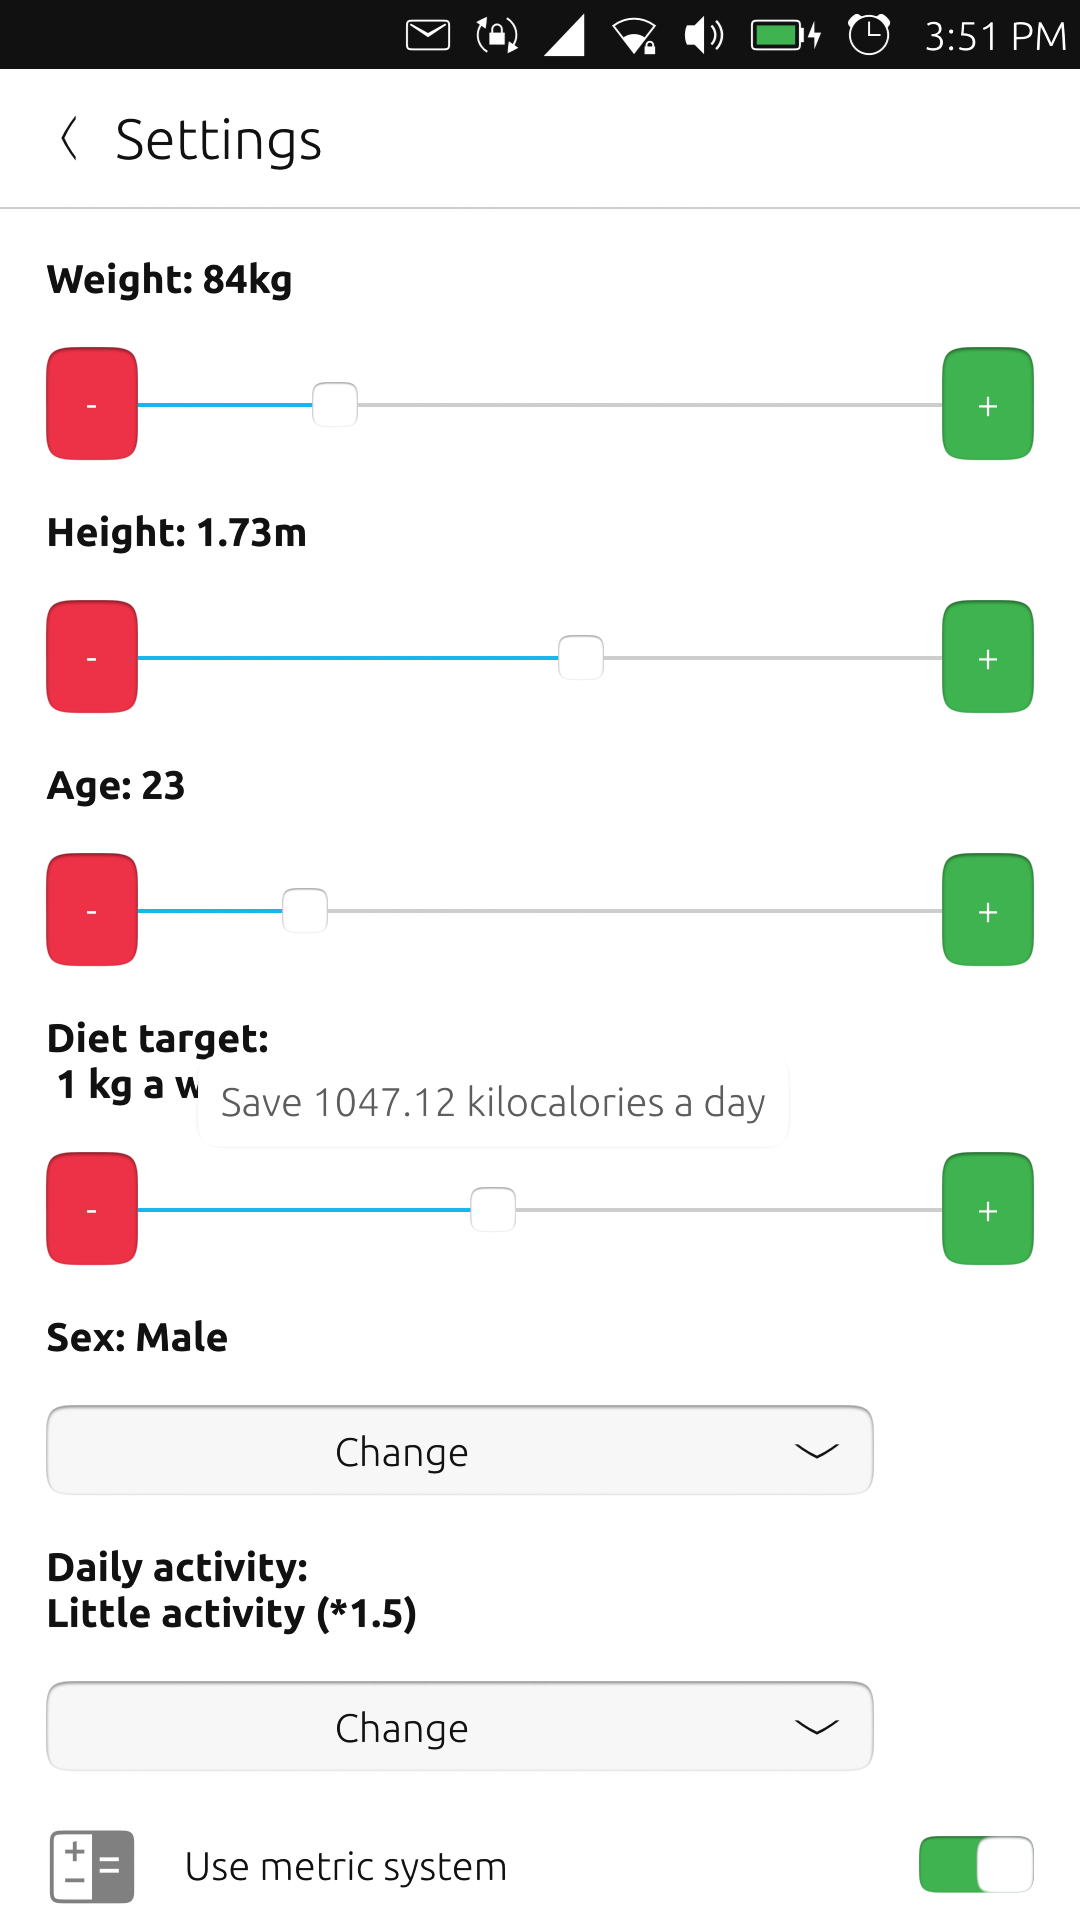 3:51 PM
Settings
Weight: 84kg
- +
Height: 1.73m
- +
Age: 23
- +
Diet target:
1 kg a w
Save 1047.12 kilocalories a day
- +
Sex: Male
Change
Daily activity:
Little activity (*1.5)
Change
Use metric system